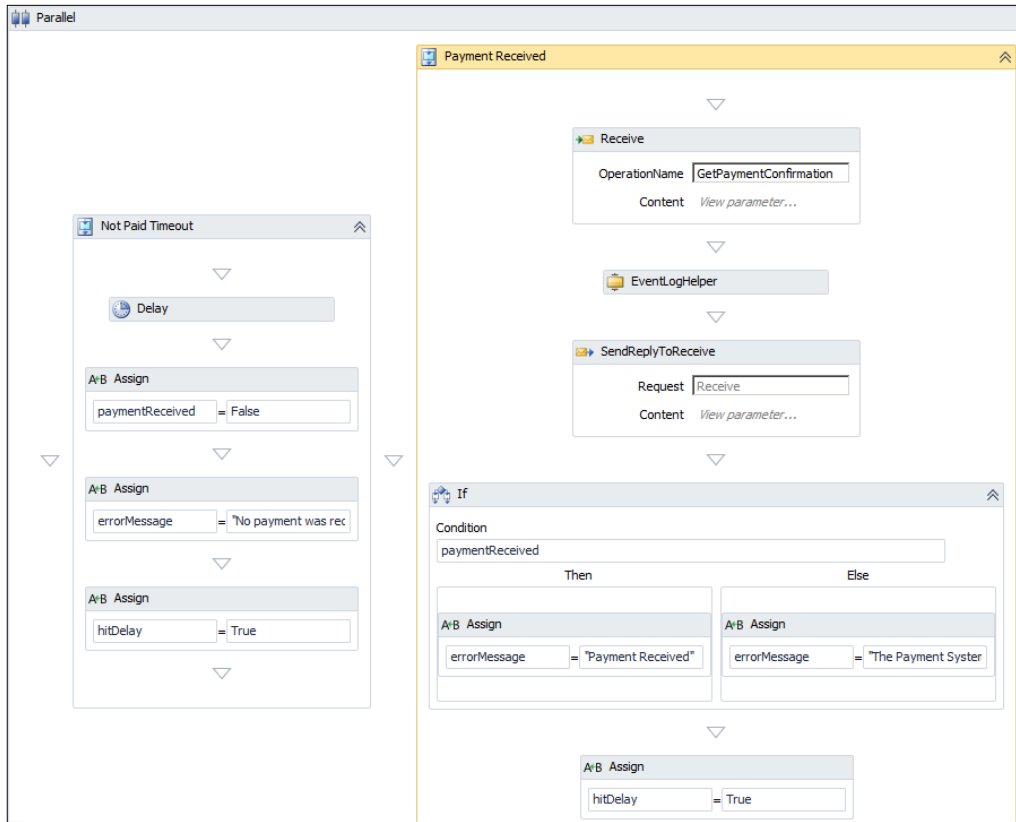 Parallel
Payment Received
Receive
OperationName GetPaymentConfirmation
Content View parameter...
Not Paid Timeout
Delay
A+B Assign
paymentReceived = False
A+B Assign
errorMessage = "No payment was rec
A+B Assign
hitDelay = True
EventLogHelper
SendReplyToReceive
Request Receive
Content View parameter...
If
Condition
paymentReceived
Then Else
A+B Assign A+B Assign
errorMessage = "Payment Received" errorMessage = "The Payment Syster
A+B Assign
hitDelay = True